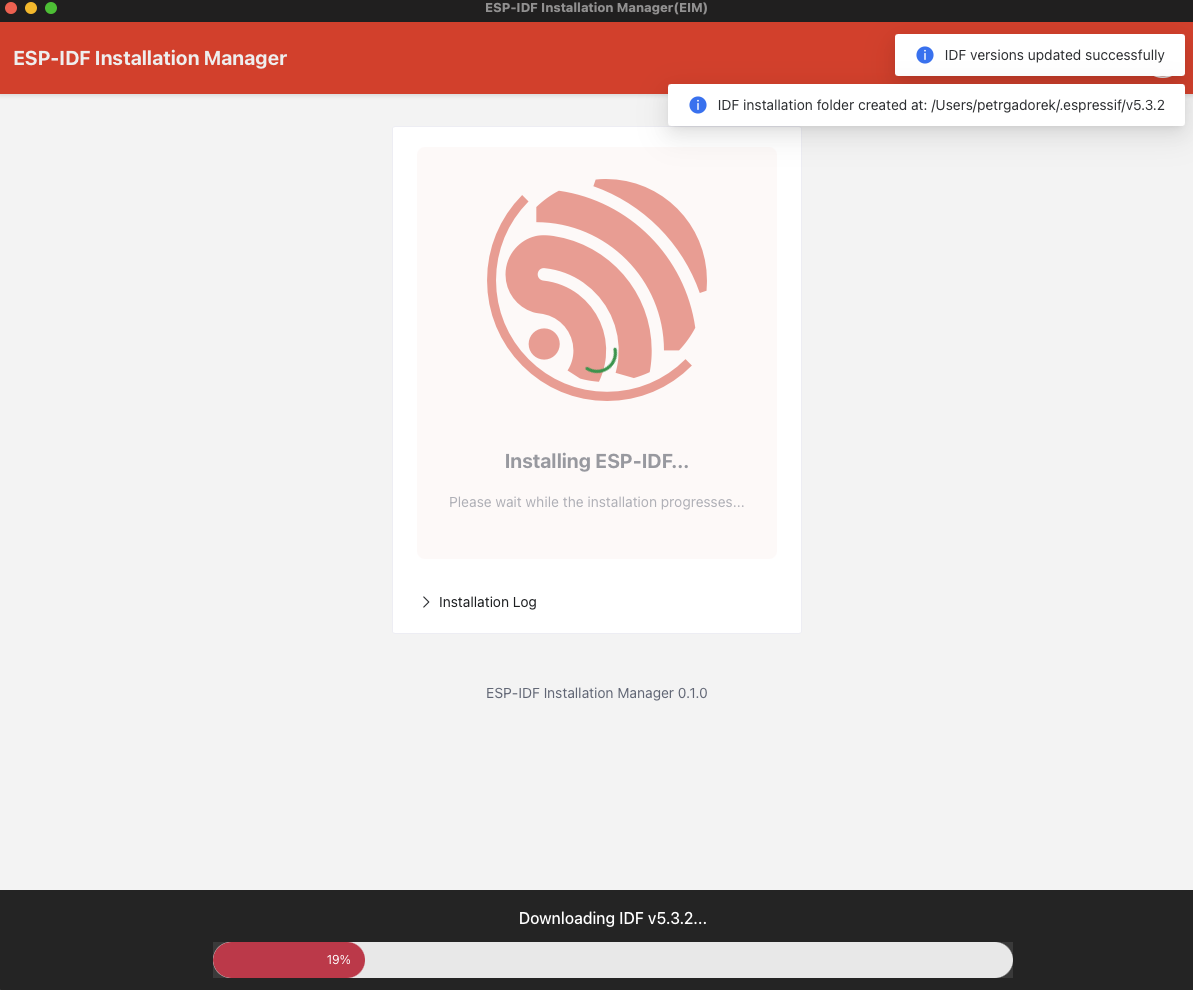 ESP-IDF Installation Manager(EIM)
ESP-IDF Installation Manager
IDF versions updated successfully
IDF installation folder created at: /Users/petrgadorek/.espressif/v5.3.2
Installing ESP-IDF...
Please wait while the installation progresses...
Installation Log
ESP-IDF Installation Manager 0.1.0
Downloading IDF v5.3.2...
19%